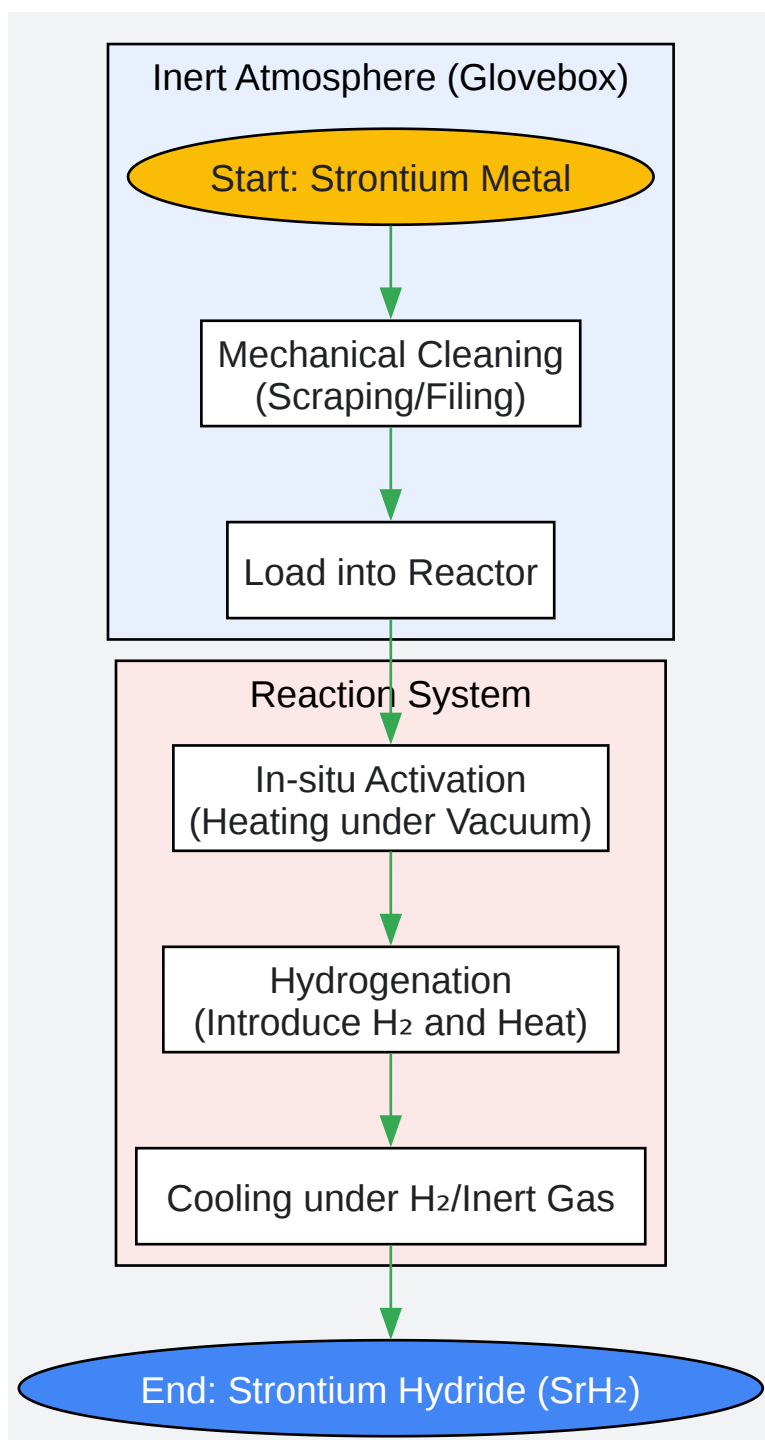 Inert Atmosphere (Glovebox)
Start: Strontium Metal
Mechanical Cleaning
(Scraping/Filing)
Load into Reactor
Reaction System
In-situ Activation
(Heating under Vacuum)
Hydrogenation
(Introduce H₂ and Heat)
Cooling under H₂/Inert Gas
End: Strontium Hydride (SrH₂)